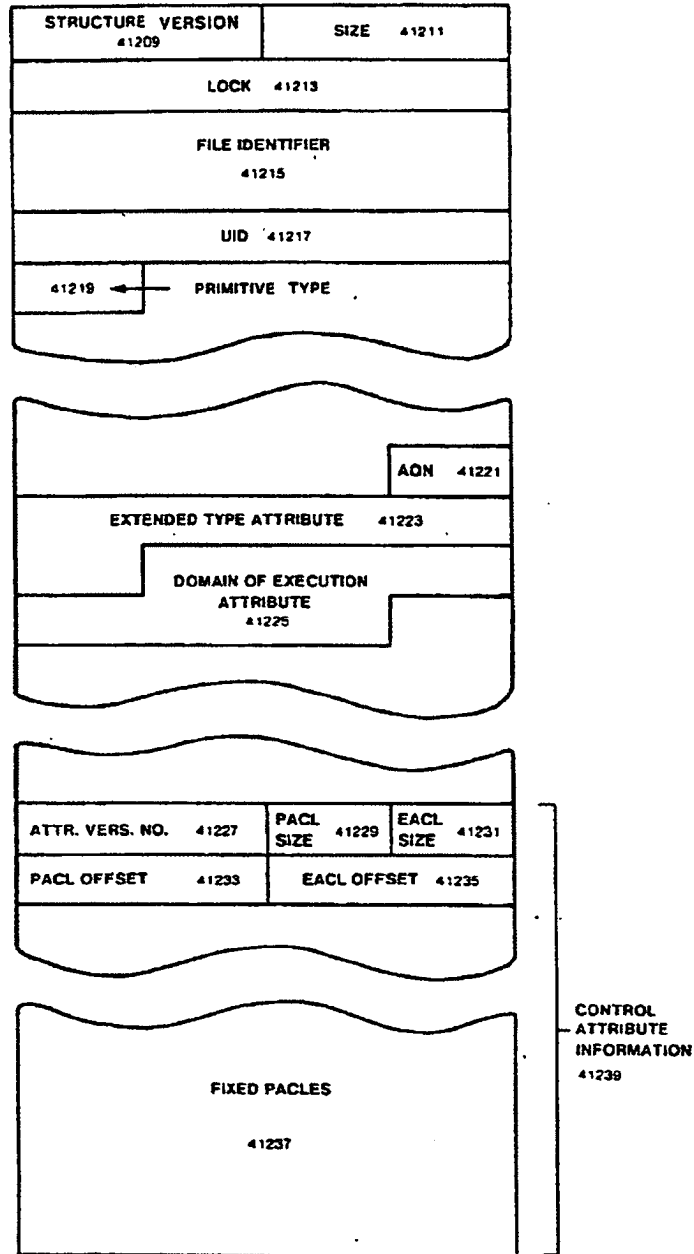 STRUCTURE VERSION
41209
SIZE 41211
LOCK 41213
FILE IDENTIFIER
41215
UID 41217
41219 PRIMITIVE TYPE
AON 41221
EXTENDED TYPE ATTRIBUTE 41223
DOMAIN OF EXECUTION
ATTRIBUTE
41225
ATTR. VERS. NO. 41227
PACL
SIZE 41229
EACL
SIZE 41231
PACL OFFSET 41233
EACL OFFSET 41235
CONTROL
ATTRIBUTE
INFORMATION
41239
FIXED PACLES
41237